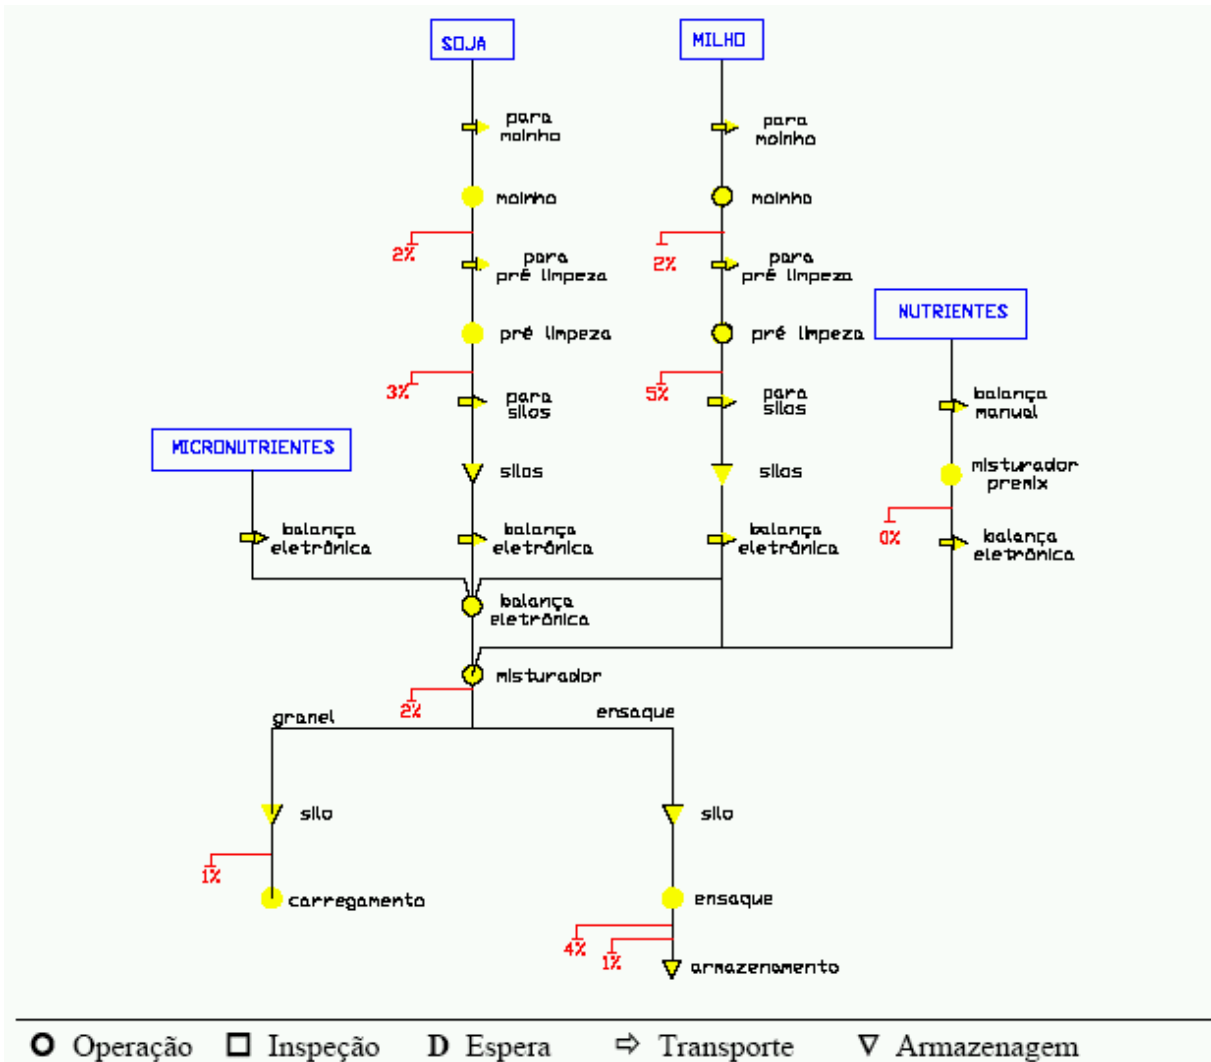 SOJA
MILHO
para
moinho
para
moinho
moinho
moinho
2%
2%
para
pré limpeza
para
pré limpeza
NUTRIENTES
pré limpeza
pré limpeza
3%
5%
para
silos
para
silos
balança
manuel
MICRONUTRIENTES
silos
silos
misturador
premix
0%
balança
eletrônica
balança
eletrônica
balança
eletrônica
balança
eletrônica
balança
eletrônica
misturador
2%
granel
ensaque
silo
silo
1%
carregamento
ensaque
4%
1%
armazenamento
Operação
Inspeção
D Espera
Transporte
Armazenagem